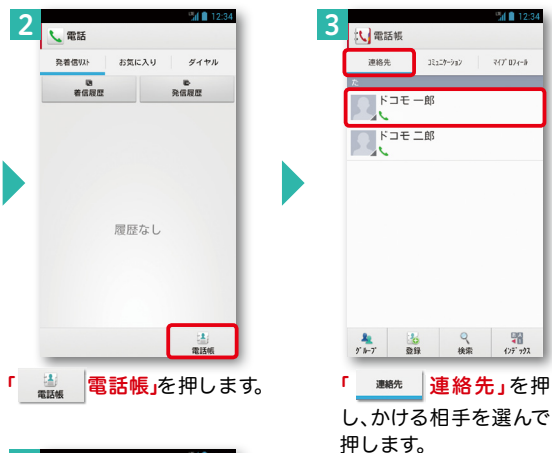 2
12:34
電話
発着信リスト お気に入り ダイヤル
着信履歴 発信履歴
履歴なし
電話帳
「 電話帳 電話帳」を押します。
3
12:34
電話帳
連絡先 コミュニケーション マイプロフィール
た
ドコモ 一郎
ドコモ 二郎
グループ 登録 検索 インデックス
「 連絡先 連絡先」を押
し、かける相手を選んで
押します。